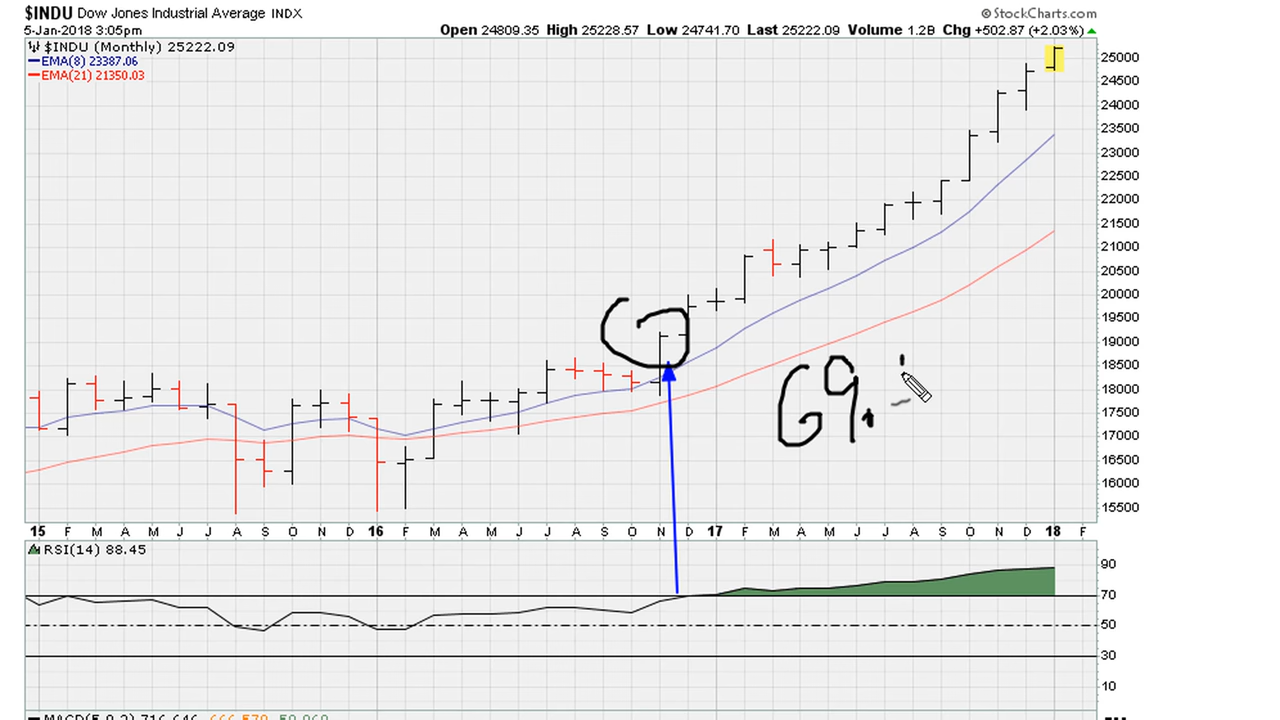 $INDU Dow Jones Industrial Average INDX
© StockCharts.com
5-Jan-2018 3:05pm
Open 24809.35 High 25228.57 Low 24741.70 Last 25222.09 Volume 1.2B Chg +502.87 (+2.03%)
$INDU (Monthly) 25222.09
EMA(8) 23387.06
EMA(21) 21350.03
25000
24500
24000
23500
23000
22500
22000
21500
21000
20500
20000
19500
19000
18500
18000
17500
17000
16500
16000
15500
69.
15 F M A M J J A S O N D 16 F M A M J J A S O N D 17 F M A M J J A S O N D 18 F
RSI(14) 88.45
90
70
50
30
10